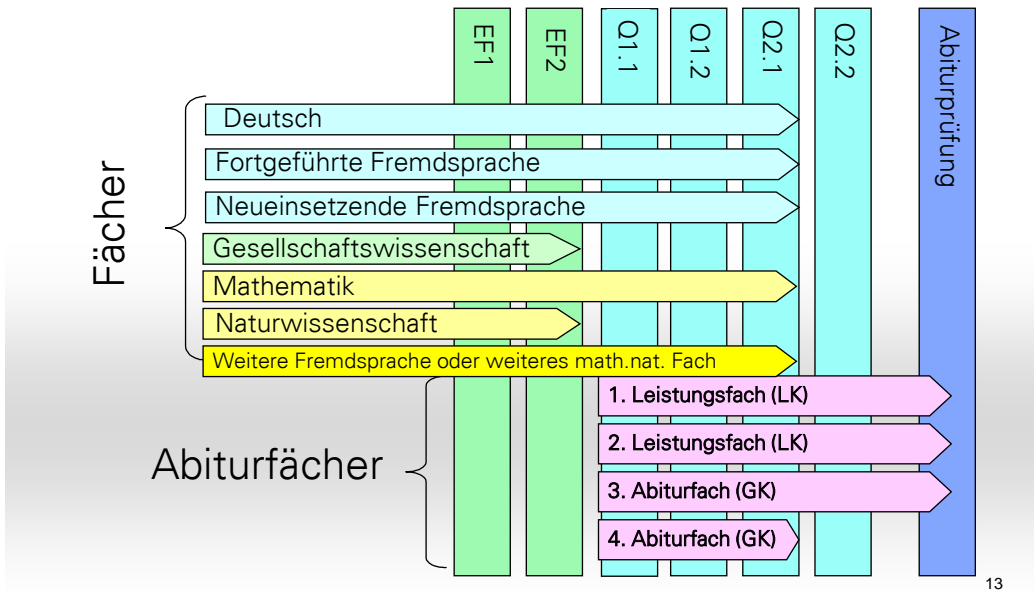 EF1
EF2
Q1.1
Q1.2
Q2.1
Q2.2
Abiturprüfung
Fächer
Deutsch
Fortgeführte Fremdsprache
Neueinsetzende Fremdsprache
Gesellschaftswissenschaft
Mathematik
Naturwissenschaft
Weitere Fremdsprache oder weiteres math.nat. Fach
Abiturfächer
1. Leistungsfach (LK)
2. Leistungsfach (LK)
3. Abiturfach (GK)
4. Abiturfach (GK)
13